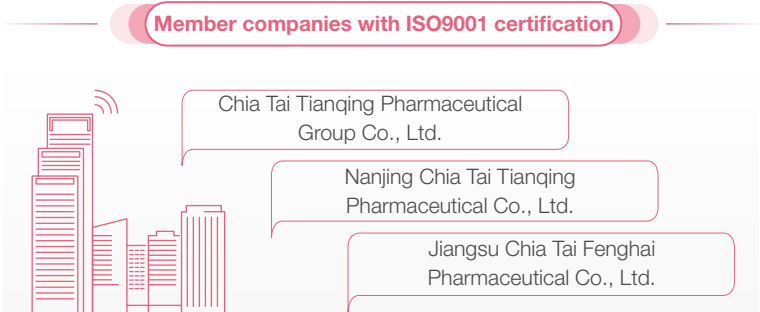 Member companies with ISO9001 certification
Chia Tai Tianqing Pharmaceutical
Group Co., Ltd.
Nanjing Chia Tai Tianqing
Pharmaceutical Co., Ltd.
Jiangsu Chia Tai Fenghai
Pharmaceutical Co., Ltd.